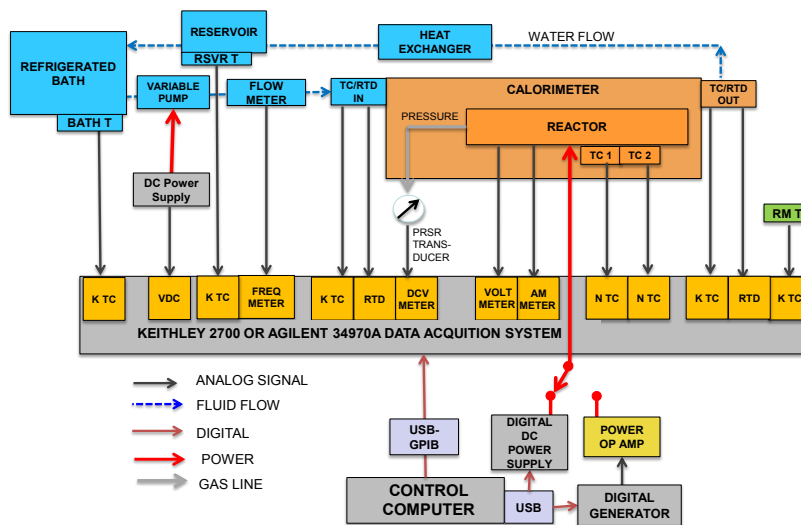 RESERVOIR
RSVR T
HEAT
EXCHANGER
WATER FLOW
REFRIGERATED
BATH
BATH T
VARIABLE
PUMP
FLOW
METER
TC/RTD
IN
CALORIMETER
TC/RTD
OUT
PRESSURE
REACTOR
TC 1
TC 2
DC Power
Supply
RM T
PRSR
TRANS-
DUCER
K TC
VDC
K TC
FREQ
METER
K TC
RTD
DCV
METER
VOLT
METER
AM
METER
N TC
N TC
K TC
RTD
K TC
KEITHLEY 2700 OR AGILENT 34970A DATA ACQUITION SYSTEM
ANALOG SIGNAL
FLUID FLOW
DIGITAL
POWER
GAS LINE
USB-
GPIB
DIGITAL
DC
POWER
SUPPLY
POWER
OP AMP
CONTROL
COMPUTER
USB
DIGITAL
GENERATOR